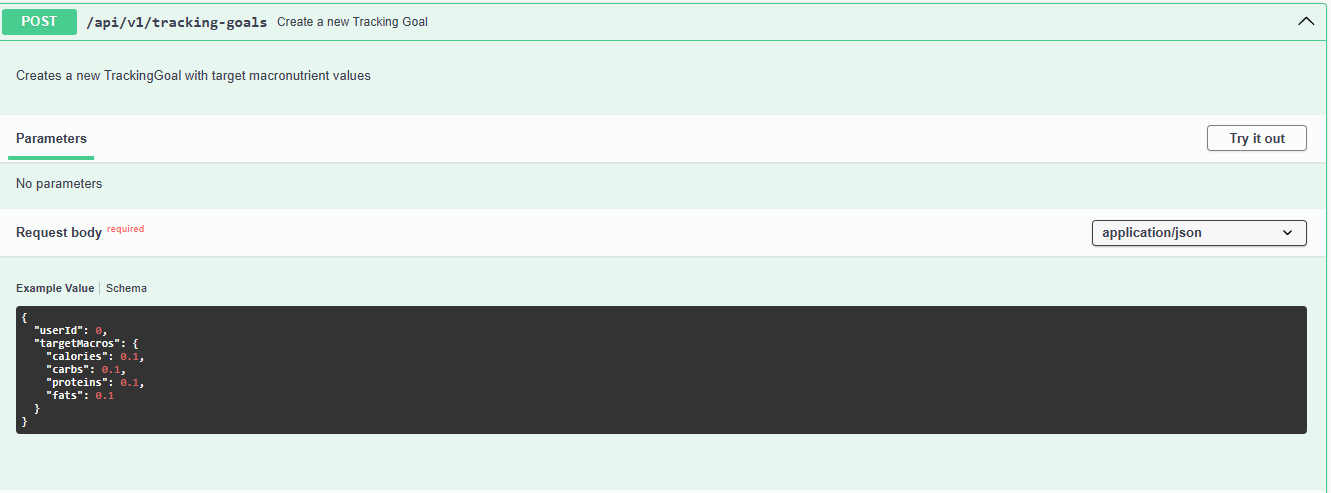 POST /api/v1/tracking-goals Create a new Tracking Goal
Creates a new TrackingGoal with target macronutrient values
Parameters
Try it out
No parameters
Request body required
application/json
Example Value Schema
{
  "userId": 0,
  "targetMacros": {
    "calories": 0.1,
    "carbs": 0.1,
    "proteins": 0.1,
    "fats": 0.1
  }
}